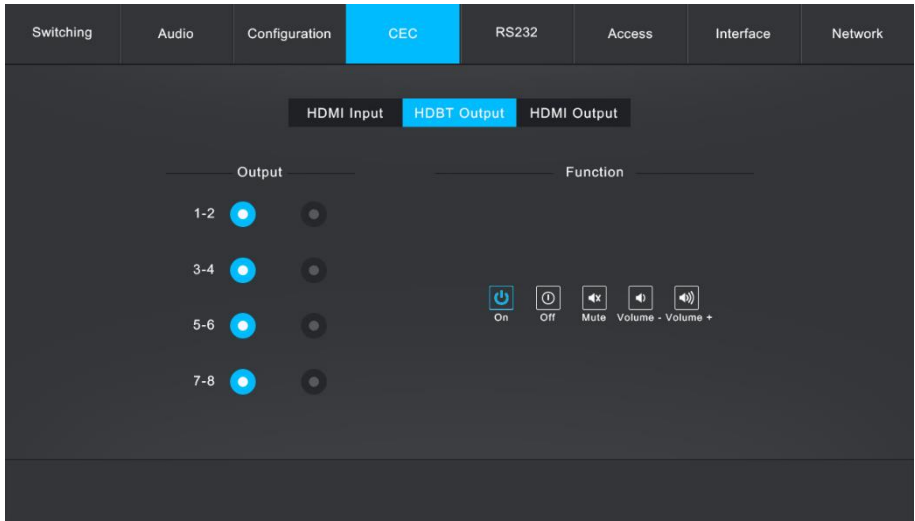 Switching Audio Configuration CEC RS232 Access Interface Network
HDMI Input HDBT Output HDMI Output
Output Function
1-2
3-4
5-6
7-8
On Off Mute Volume - Volume +